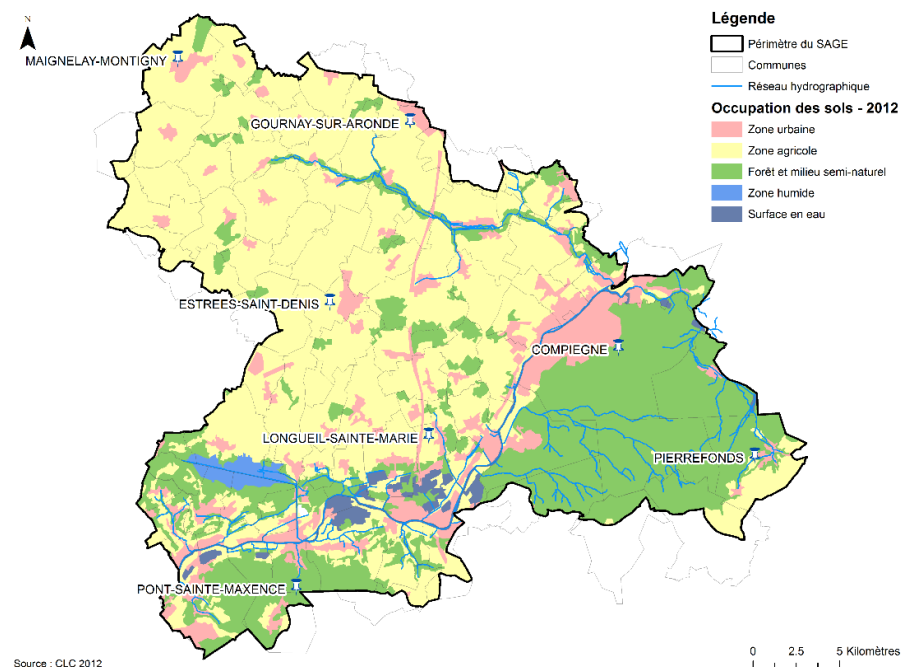 N
MAIGNELAY-MONTIGNY
GOURNAY-SUR-ARONDE
ESTREES-SAINT-DENIS
COMPIEGNE
LONGUEIL-SAINTE-MARIE
PIERREFONDS
PONT-SAINTE-MAXENCE
Légende
Périmètre du SAGE
Communes
Réseau hydrographique
Occupation des sols - 2012
Zone urbaine
Zone agricole
Forêt et milieu semi-naturel
Zone humide
Surface en eau
Source : CLC 2012
0 2.5 5 Kilomètres